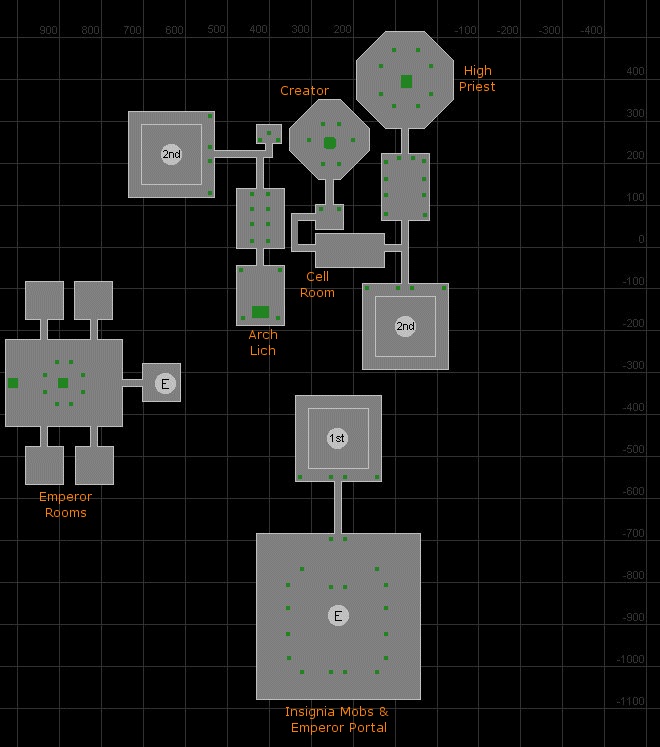 900 800 700 600 500 400 300 200 -100 -200 -300 -400
High
Priest
400
Creator
300
2nd
200
100
0
Cell
Room
-100
2nd
Arch
Lich
-200
-300
E
-400
1st
Emperor
Rooms
-500
-600
-700
-800
E
-900
-1000
Insignia Mobs &
Emperor Portal
-1100